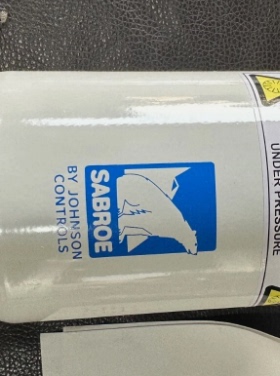 SABROE
BY JOHNSON
CONTROLS
UNDER PRESSURE